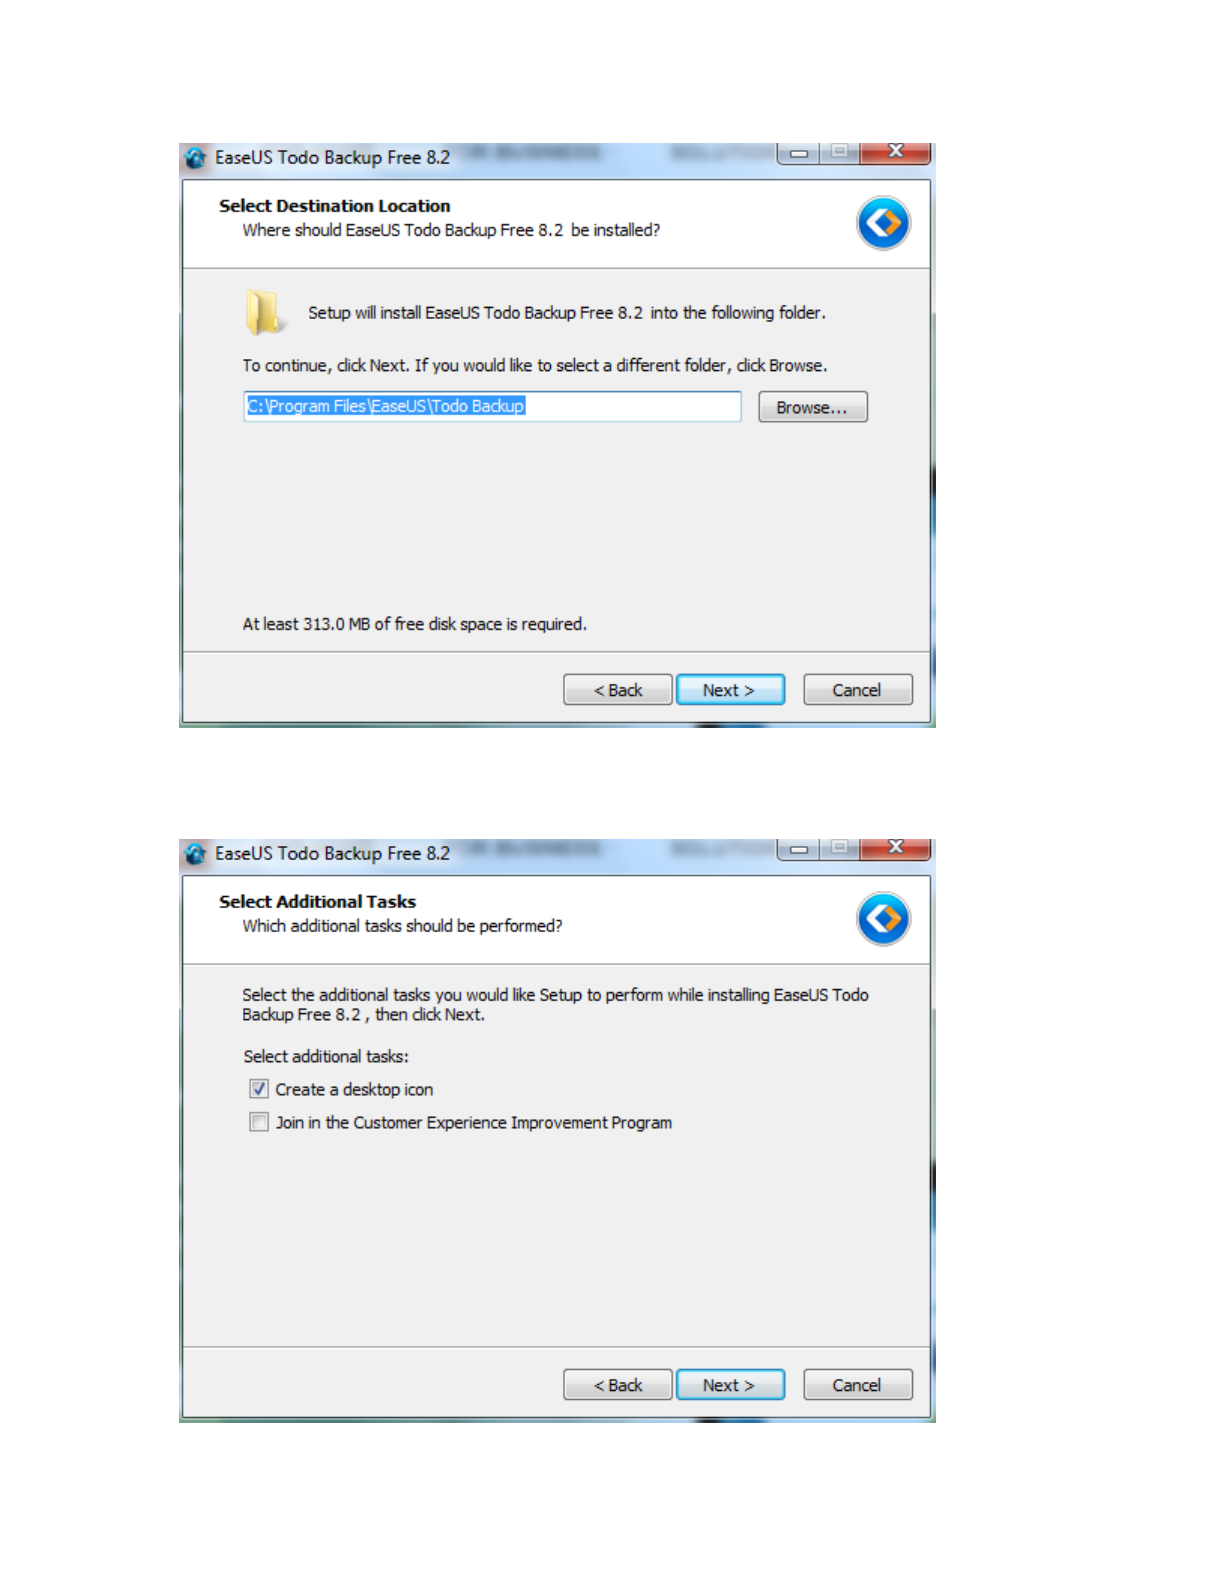 EaseUS Todo Backup Free 8.2
OR BUSINESS
Select Destination Location
Where should EaseUS Todo Backup Free 8.2 be installed?
Setup will install EaseUS Todo Backup Free 8.2 into the following folder.
To continue, click Next. If you would like to select a different folder, click Browse.
C:\Program Files\EaseUS\Todo Backup
Browse...
At least 313.0 MB of free disk space is required.
< Back
Next >
Cancel
EaseUS Todo Backup Free 8.2
OR BUSINESS
Select Additional Tasks
Which additional tasks should be performed?
Select the additional tasks you would like Setup to perform while installing EaseUS Todo
Backup Free 8.2 , then click Next.
Select additional tasks:
Create a desktop icon
Join in the Customer Experience Improvement Program
< Back
Next >
Cancel